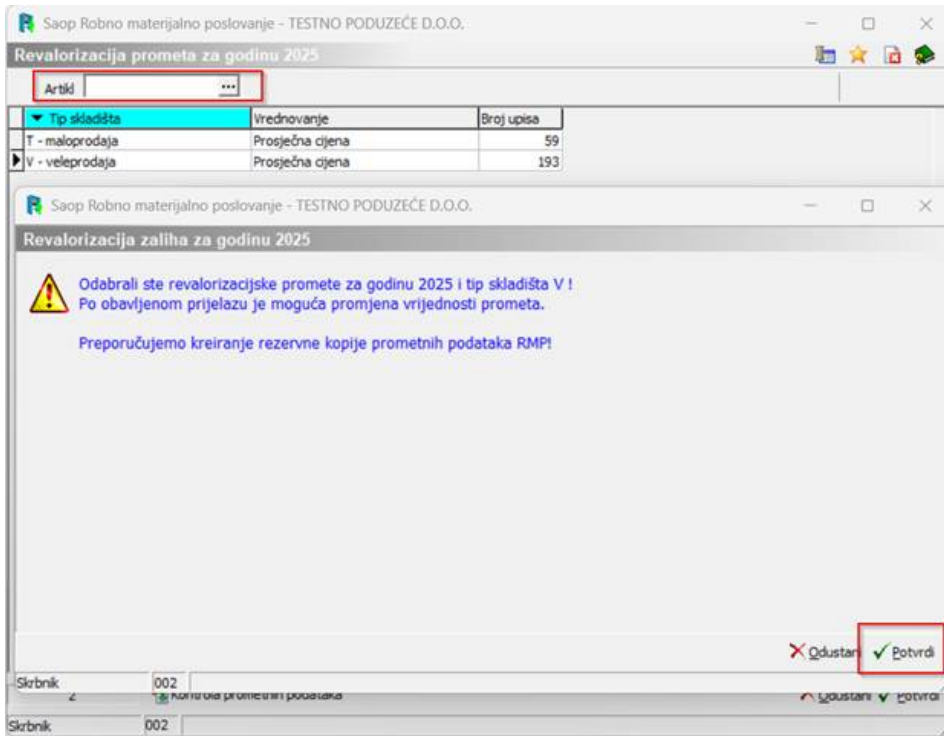 Saop Robno materijalno poslovanje - TESTNO PODUZEĆE D.O.O.
Revalorizacija prometa za godinu 2025
Artikl ...
Tip skladišta Vrednovanje Broj upisa
T - maloprodaja Prosječna cijena 59
V - veleprodaja Prosječna cijena 193
Saop Robno materijalno poslovanje - TESTNO PODUZEĆE D.O.O.
Revalorizacija zaliha za godinu 2025
Odabrali ste revalorizacijske promete za godinu 2025 i tip skladišta V !
Po obavljenom prijelazu je moguća promjena vrijednosti prometa.
Preporučujemo kreiranje rezervne kopije prometnih podataka RMP!
Odustani Potvrdi
Skrbnik 002
2 Kontrola prometnih podataka Odustani Potvrdi
Skrbnik 002